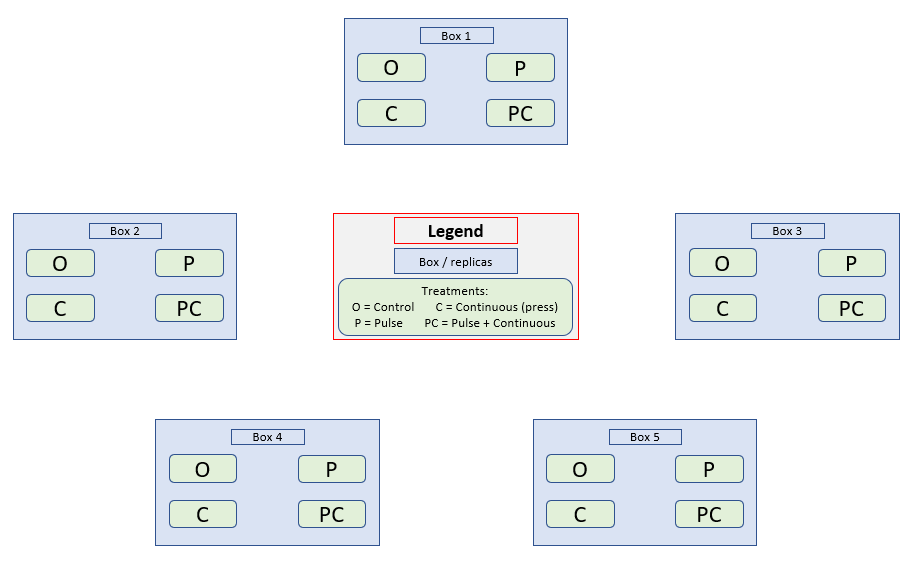 Box 1
O P
C PC
Box 2
O P
C PC
Legend
Box / replicas
Treatments:
O = Control C = Continuous (press)
P = Pulse PC = Pulse + Continuous
Box 3
O P
C PC
Box 4
O P
C PC
Box 5
O P
C PC